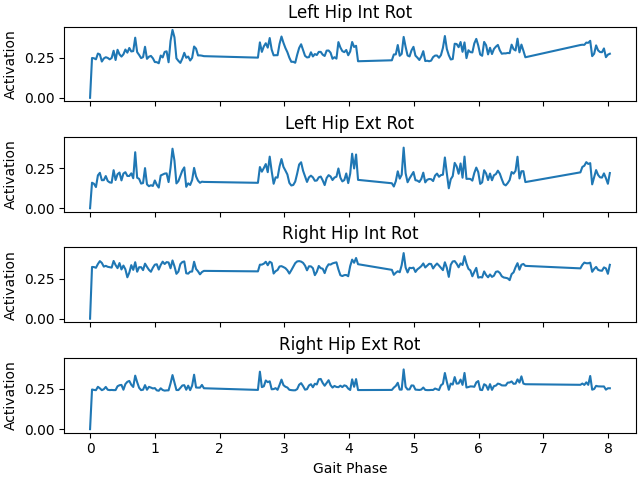 Left Hip Int Rot
Activation
0.25
0.00
Left Hip Ext Rot
Activation
0.25
0.00
Right Hip Int Rot
Activation
0.25
0.00
Right Hip Ext Rot
Activation
0.25
0.00
0 1 2 3 4 5 6 7 8
Gait Phase